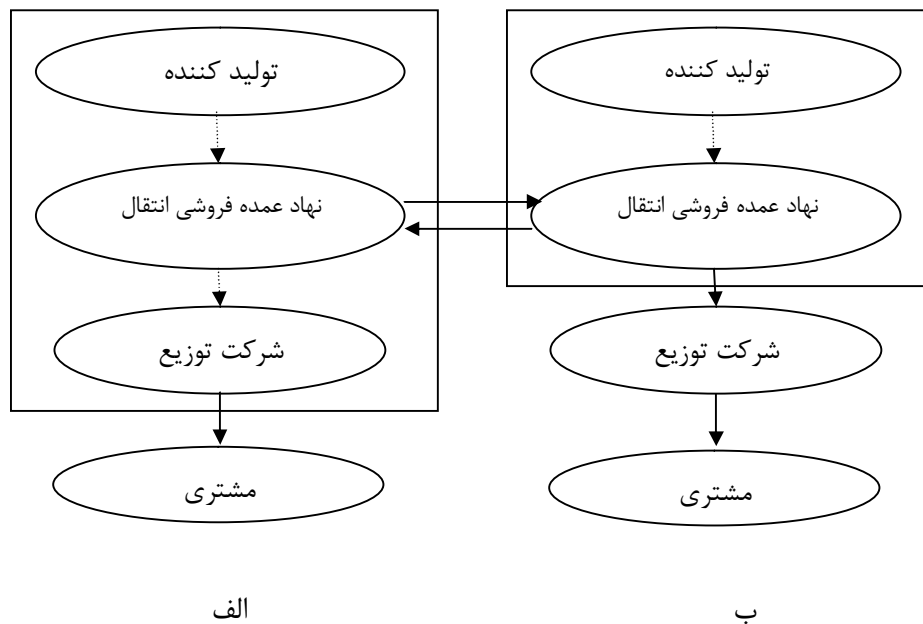 تولید کننده
نهاد عمده فروشی انتقال
شرکت توزیع
مشتری
الف
تولید کننده
نهاد عمده فروشی انتقال
شرکت توزیع
مشتری
ب